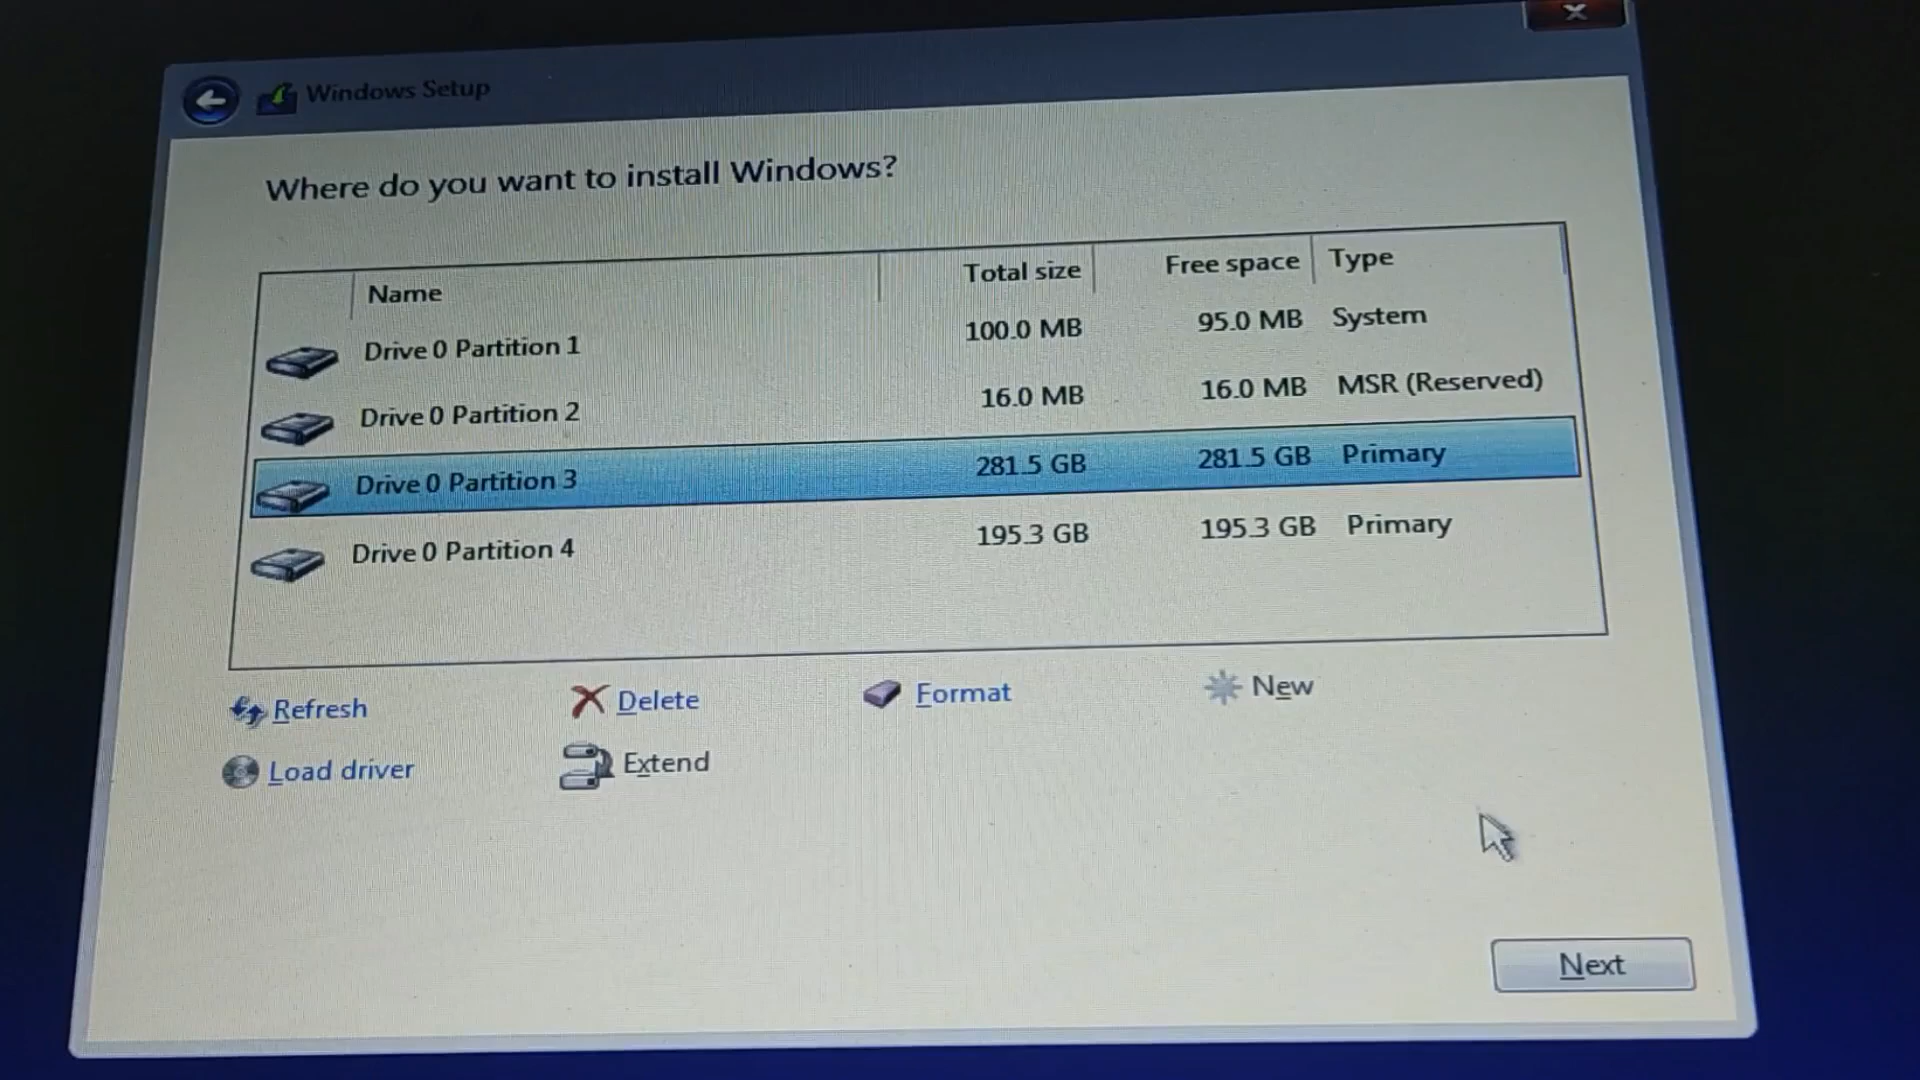 Windows Setup
Where do you want to install Windows?
Name Total size Free space Type
Drive 0 Partition 1 100.0 MB 95.0 MB System
Drive 0 Partition 2 16.0 MB 16.0 MB MSR (Reserved)
Drive 0 Partition 3 281.5 GB 281.5 GB Primary
Drive 0 Partition 4 195.3 GB 195.3 GB Primary
Refresh Delete Format New
Load driver Extend
Next